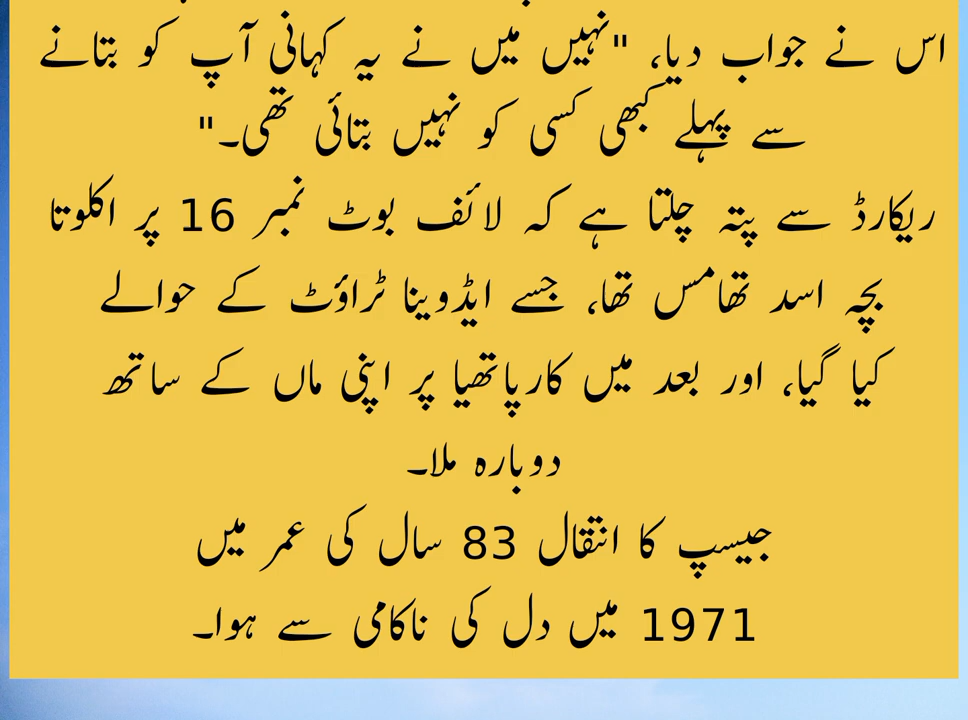 اس نے جواب دیا، "نہیں میں نے یہ کہانی آپ کو بتانے
سے پہلے کبھی کسی کو نہیں بتائی تھی۔"
ریکارڈ سے پتہ چلتا ہے کہ لائف بوٹ نمبر 16 پر اکلوتا
بچہ اسد تھامس تھا، جسے ایڈوینا ٹراؤٹ کے حوالے
کیا گیا، اور بعد میں کارپاتھیا پر اپنی ماں کے ساتھ
دوبارہ ملا۔
جیسپ کا انتقال 83 سال کی عمر میں
1971 میں دل کی ناکامی سے ہوا۔